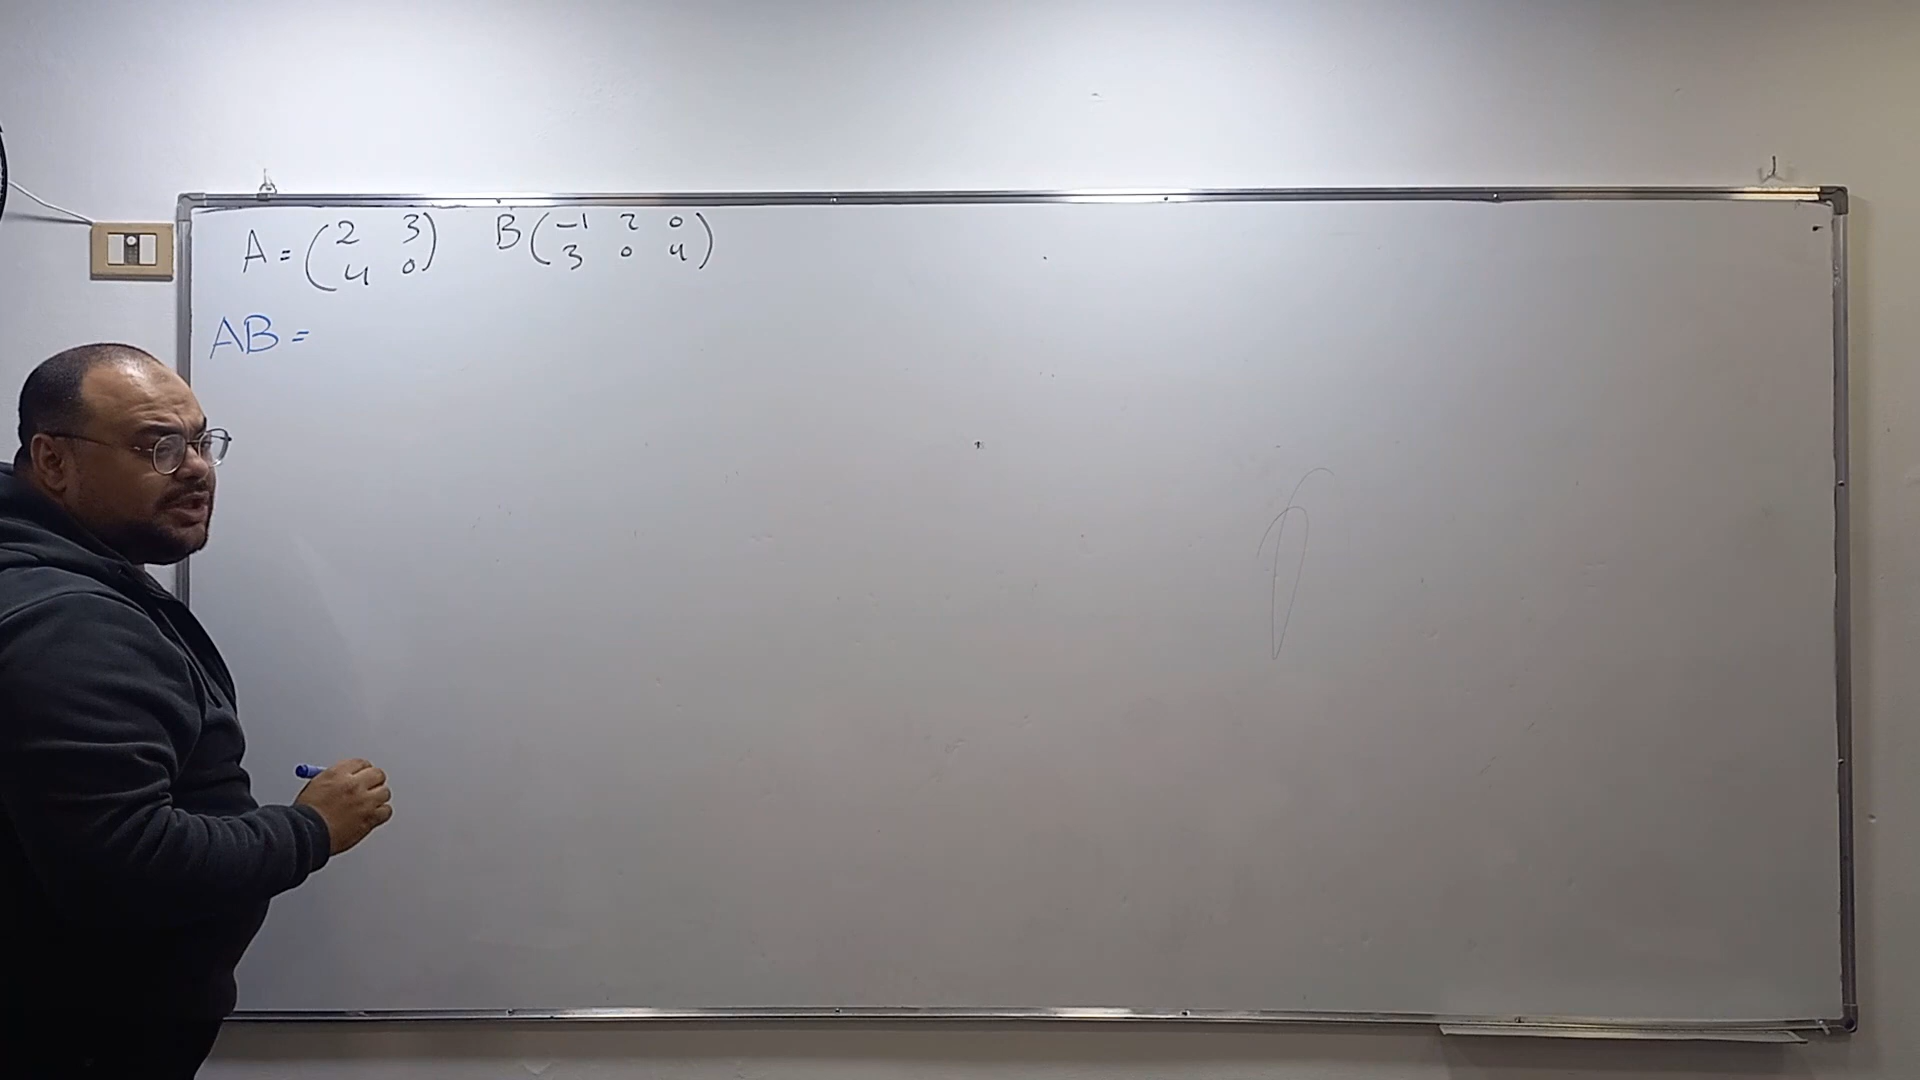 A = (2 3) B (-1 2 0)
(4 0) (3 0 4)
AB =